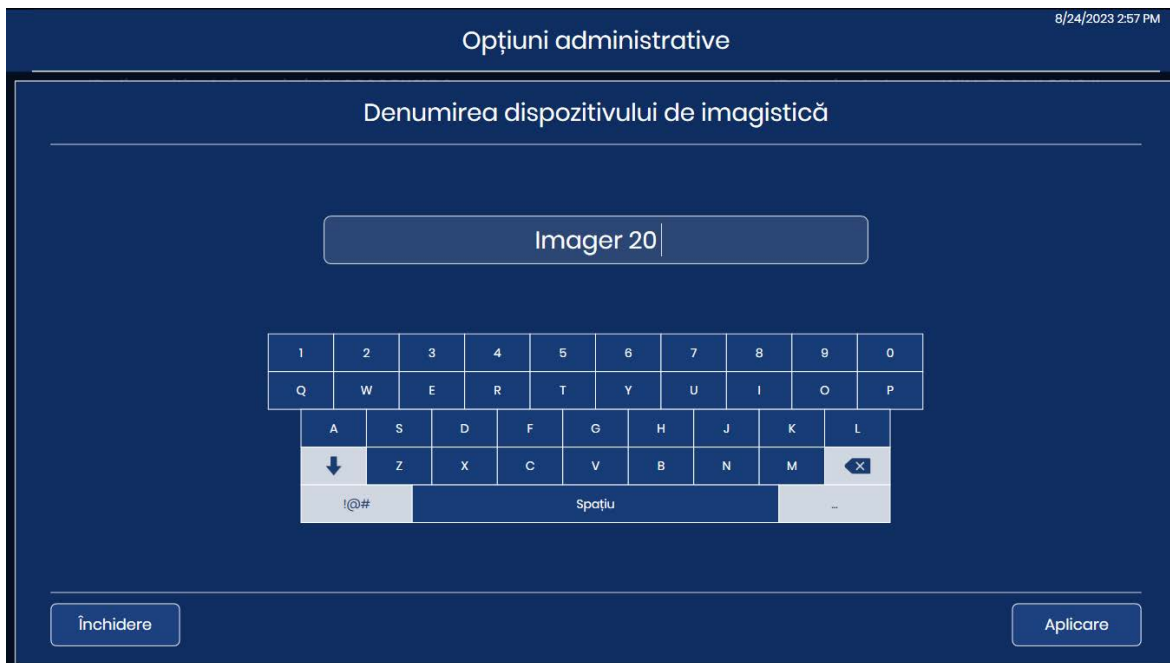 8/24/2023 2:57 PM
Opțiuni administrative
Denumirea dispozitivului de imagistică
Imager 20
1 2 3 4 5 6 7 8 9 0
Q W E R T Y U I O P
A S D F G H J K L
Z X C V B N M
!@# Spațiu ...
Închidere Aplicare